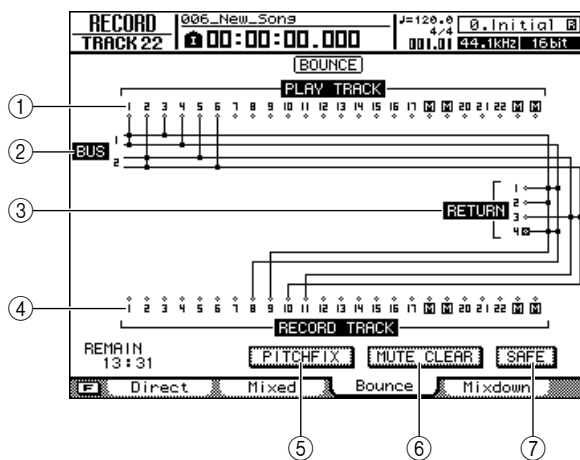 RECORD
TRACK 22
006_New_Song
00:00:00.000
♩=120.0
4/4
001.01
0.Initial
44.1kHz 16bit
BOUNCE
PLAY TRACK
① 1 2 3 4 5 6 7 8 9 10 11 12 13 14 15 16 17 M M 20 21 22 M M
② BUS 1
2
③ RETURN 1
2
3
4
④ 1 2 3 4 5 6 7 8 9 10 11 12 13 14 15 16 17 M M 20 21 22 M M
RECORD TRACK
REMAIN
13:31
PITCHFIX MUTE CLEAR SAFE
F Direct Mixed Bounce Mixdown
⑤ ⑥ ⑦